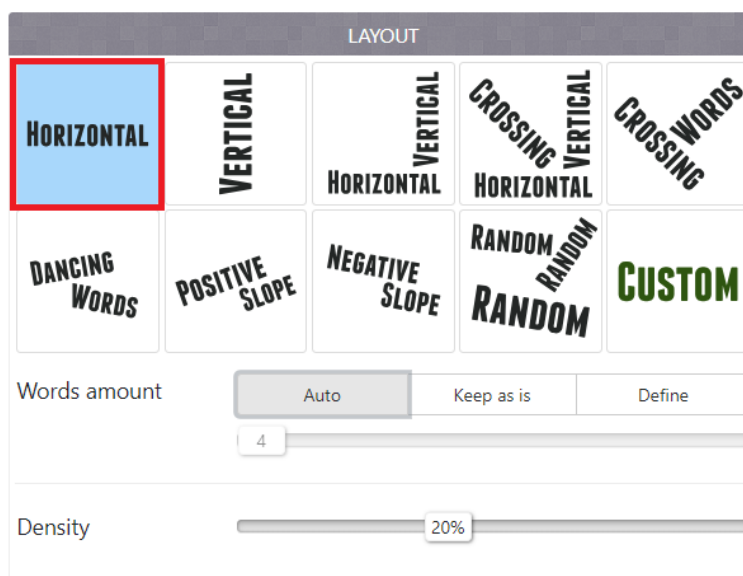 LAYOUT
HORIZONTAL
VERTICAL
HORIZONTAL VERTICAL
CROSSING HORIZONTAL VERTICAL
CROSSING WORDS
DANCING WORDS
POSITIVE SLOPE
NEGATIVE SLOPE
RANDOM RANDOM RANDOM
CUSTOM
Words amount
Auto
Keep as is
Define
4
Density
20%